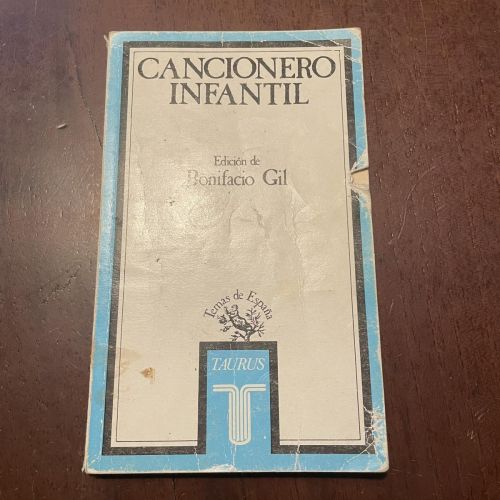 CANCIONERO
INFANTIL
Edición de
Bonifacio Gil
Temas de España
TAURUS